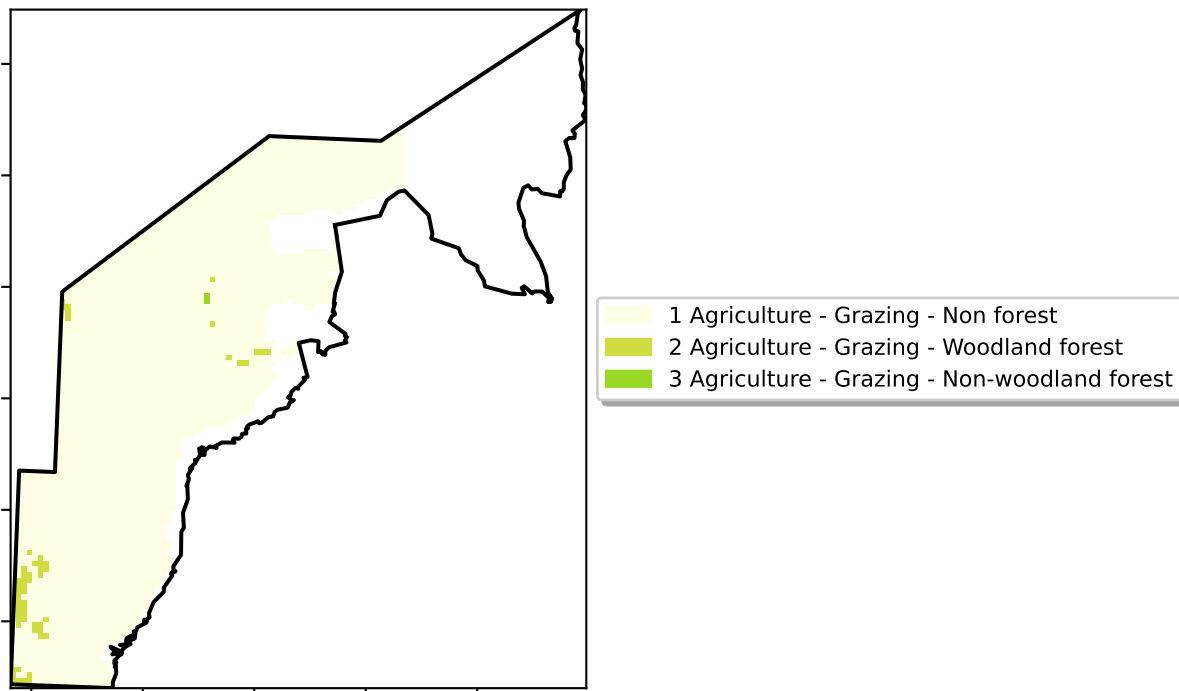 1 Agriculture - Grazing - Non forest
2 Agriculture - Grazing - Woodland forest
3 Agriculture - Grazing - Non-woodland forest